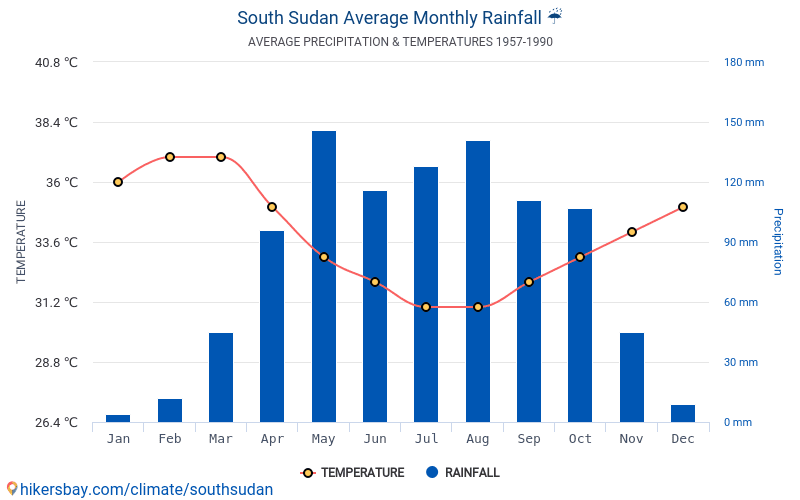 South Sudan Average Monthly Rainfall ☔
AVERAGE PRECIPITATION & TEMPERATURES 1957-1990
TEMPERATURE
40.8 °C
38.4 °C
36 °C
33.6 °C
31.2 °C
28.8 °C
26.4 °C
180 mm
150 mm
120 mm
90 mm
60 mm
30 mm
0 mm
Precipitation
Jan Feb Mar Apr May Jun Jul Aug Sep Oct Nov Dec
TEMPERATURE RAINFALL
hikersbay.com/climate/southsudan